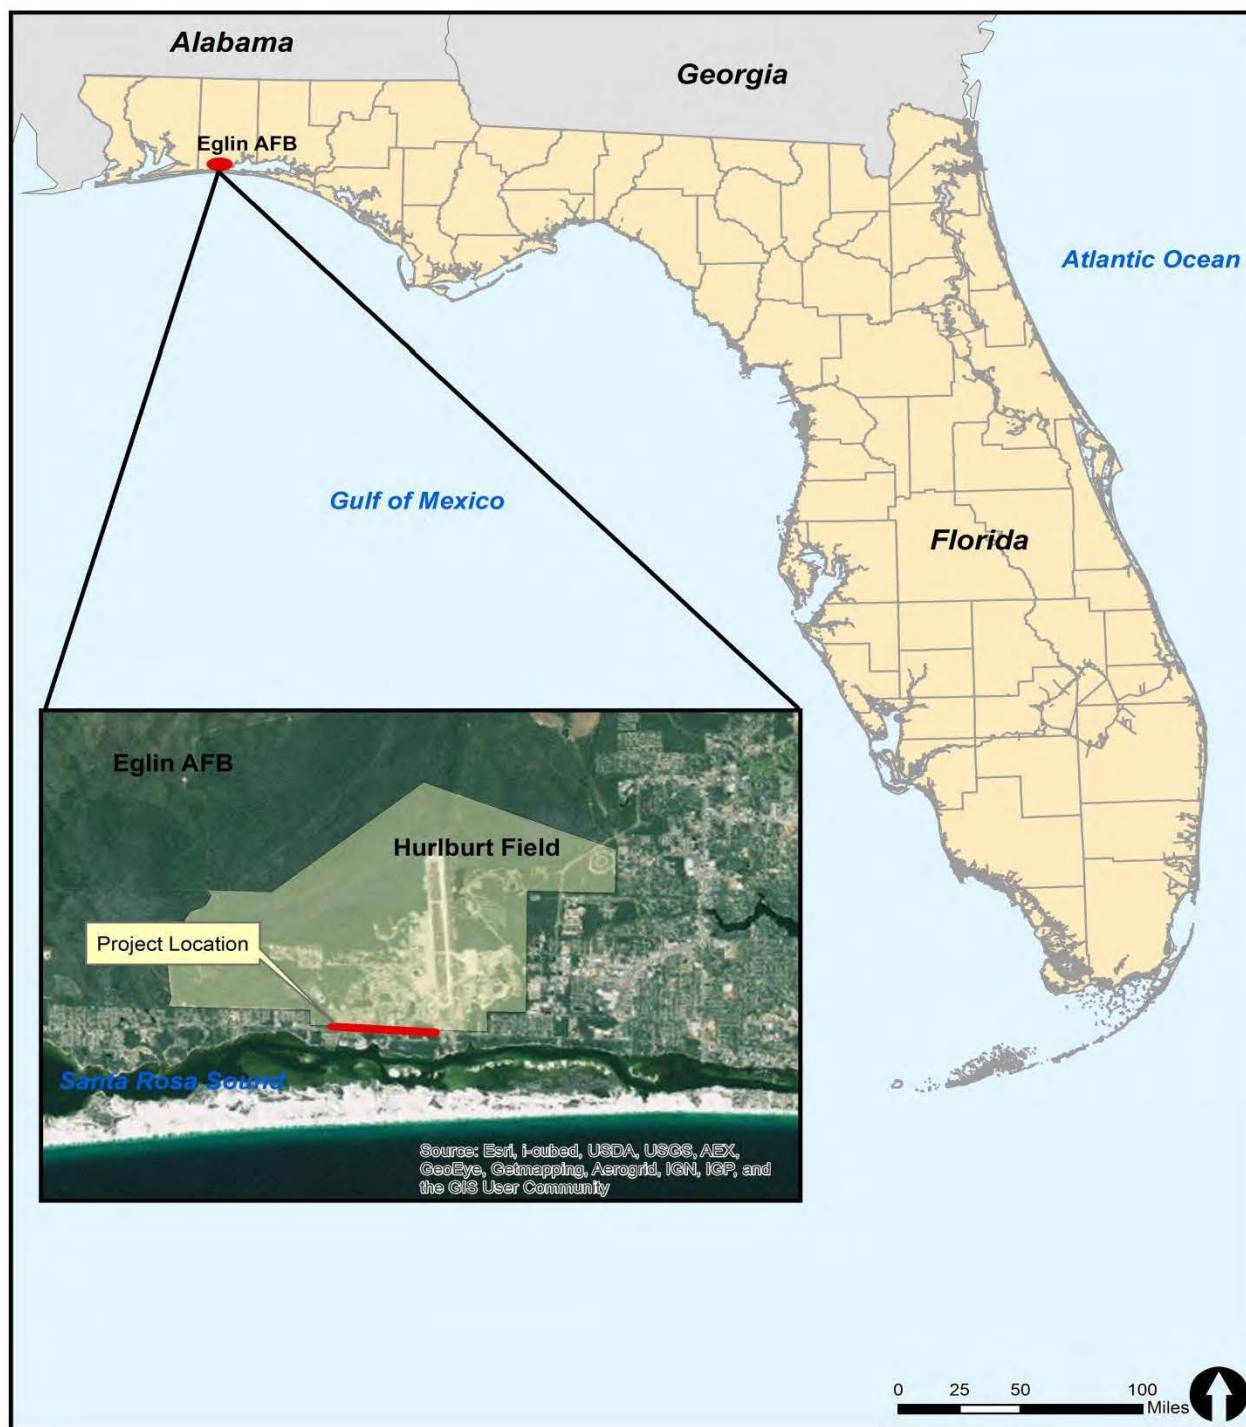 Alabama
Georgia
Eglin AFB
Atlantic Ocean
Gulf of Mexico
Florida
Eglin AFB
Hurlburt Field
Project Location
Santa Rosa Sound
Source: Esri, i-cubed, USDA, USGS, AEX,
GeoEye, Getmapping, Aerogrid, IGN, IGP, and
the GIS User Community
0 25 50 100
Miles